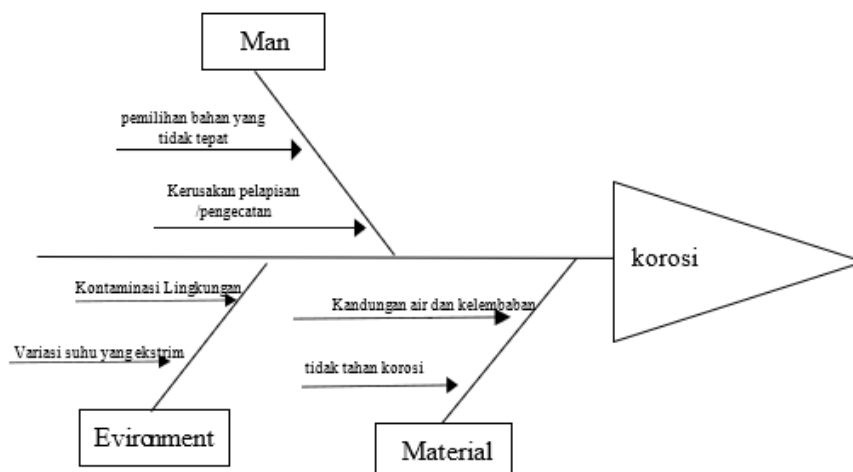 Man
pemilihan bahan yang
tidak tepat
Kerusakan pelapisan
/pengecatan
korosi
Kontaminasi Lingkungan
Kandungan air dan kelembaban
Variasi suhu yang ekstrim
tidak tahan korosi
Evironment
Material